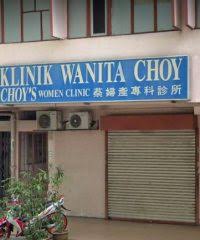 KLINIK WANITA CHOY
CHOY'S WOMEN CLINIC 蔡婦產專科診所